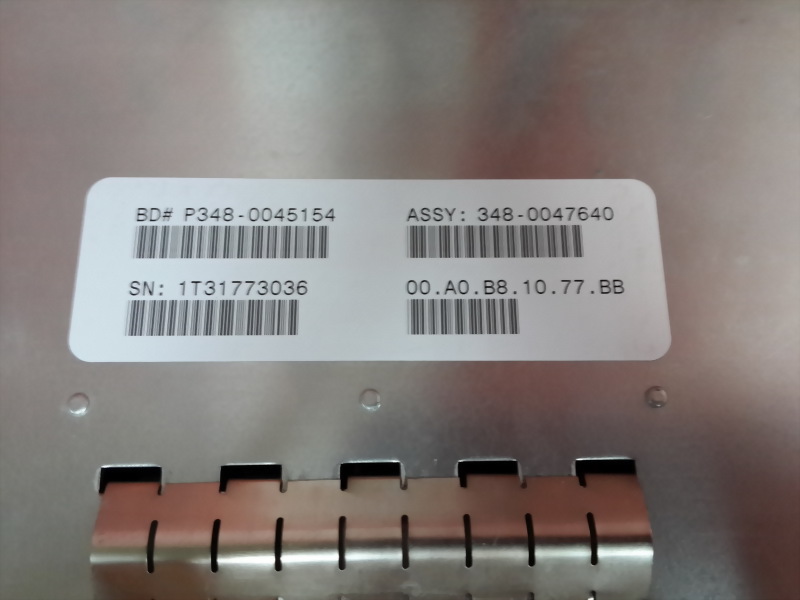 BD# P348-0045154
ASSY: 348-0047640
SN: 1T31773036
00.A0.B8.10.77.BB